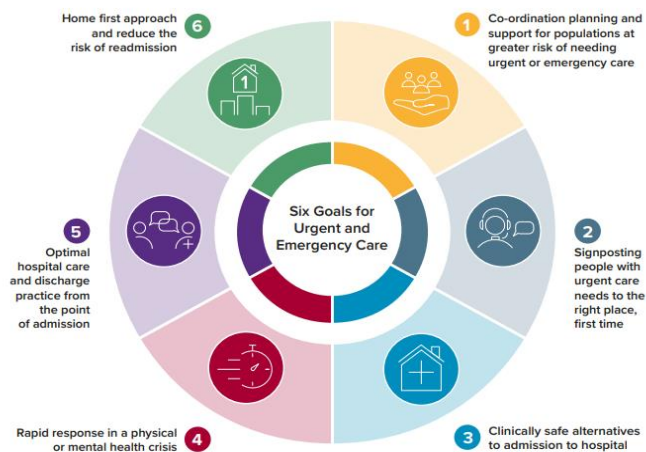 Six Goals for
Urgent and
Emergency Care
1
Co-ordination planning and
support for populations at
greater risk of needing
urgent or emergency care
2
Signposting
people with
urgent care
needs to the
right place,
first time
3
Clinically safe alternatives
to admission to hospital
4
Rapid response in a physical
or mental health crisis
5
Optimal
hospital care
and discharge
practice from
the point
of admission
6
Home first approach
and reduce the
risk of readmission
1